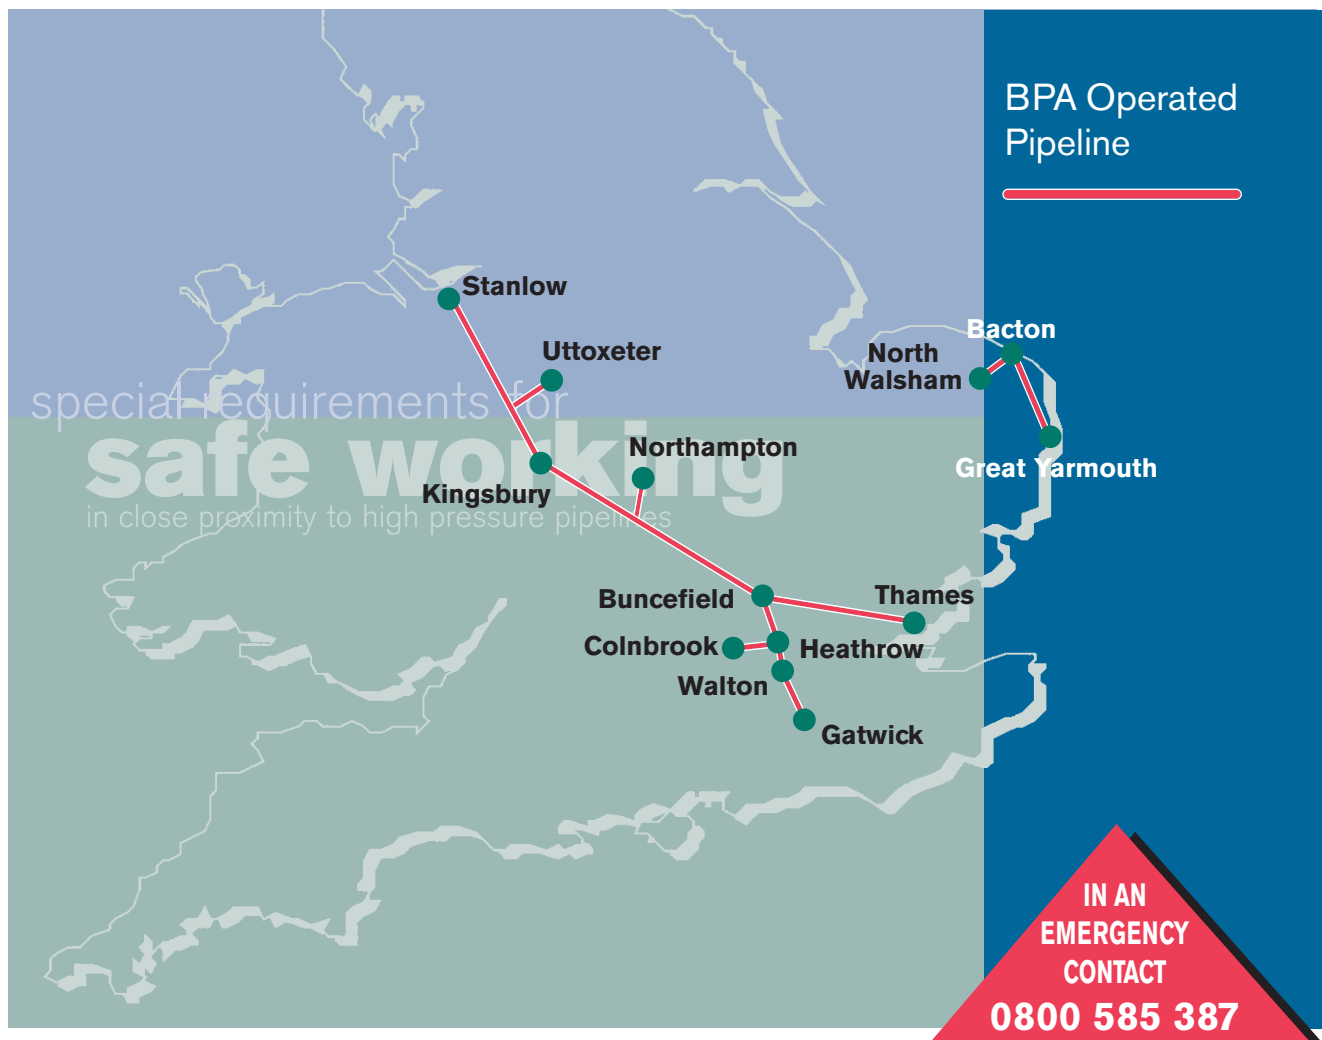 BPA Operated
Pipeline
Stanlow
Bacton
Uttoxeter
North
Walsham
special requirements for
safe working
Northampton
Great Yarmouth
Kingsbury
in close proximity to high pressure pipelines
Buncefield
Thames
Colnbrook
Heathrow
Walton
Gatwick
IN AN
EMERGENCY
CONTACT
0800 585 387